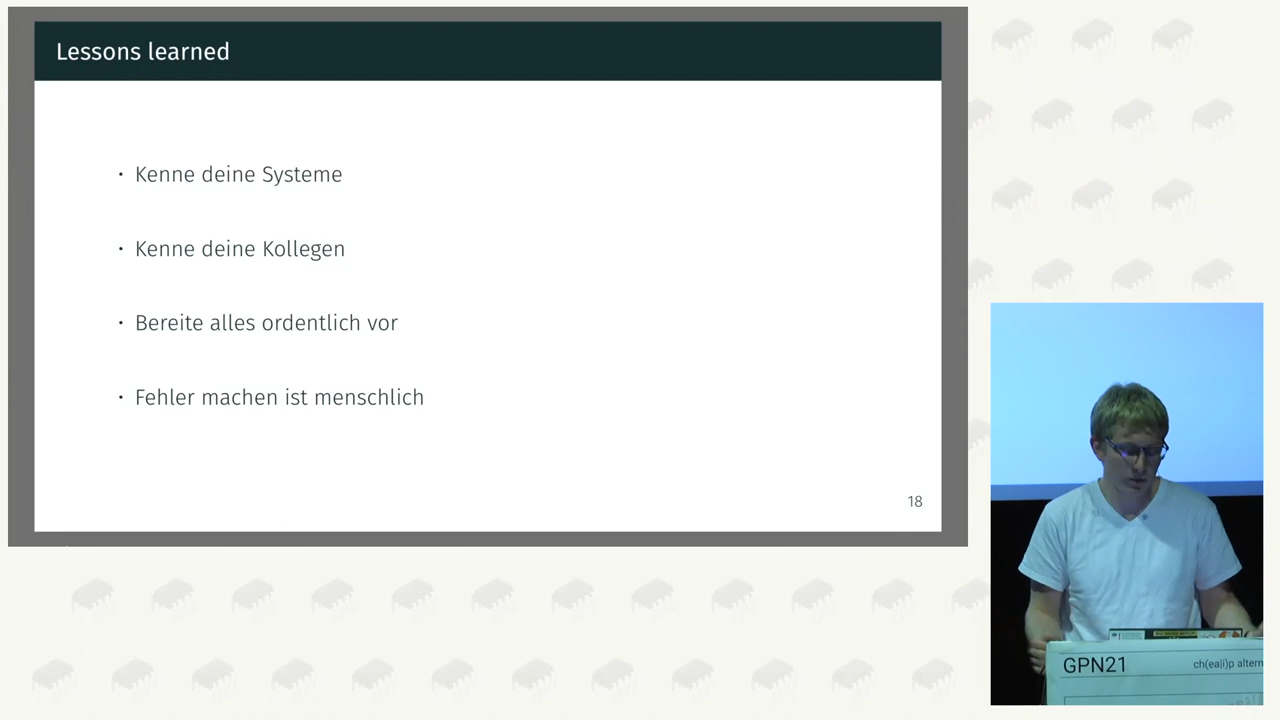 Lessons learned
• Kenne deine Systeme
• Kenne deine Kollegen
• Bereite alles ordentlich vor
• Fehler machen ist menschlich
18
GPN21
ch(ea|i)p altern